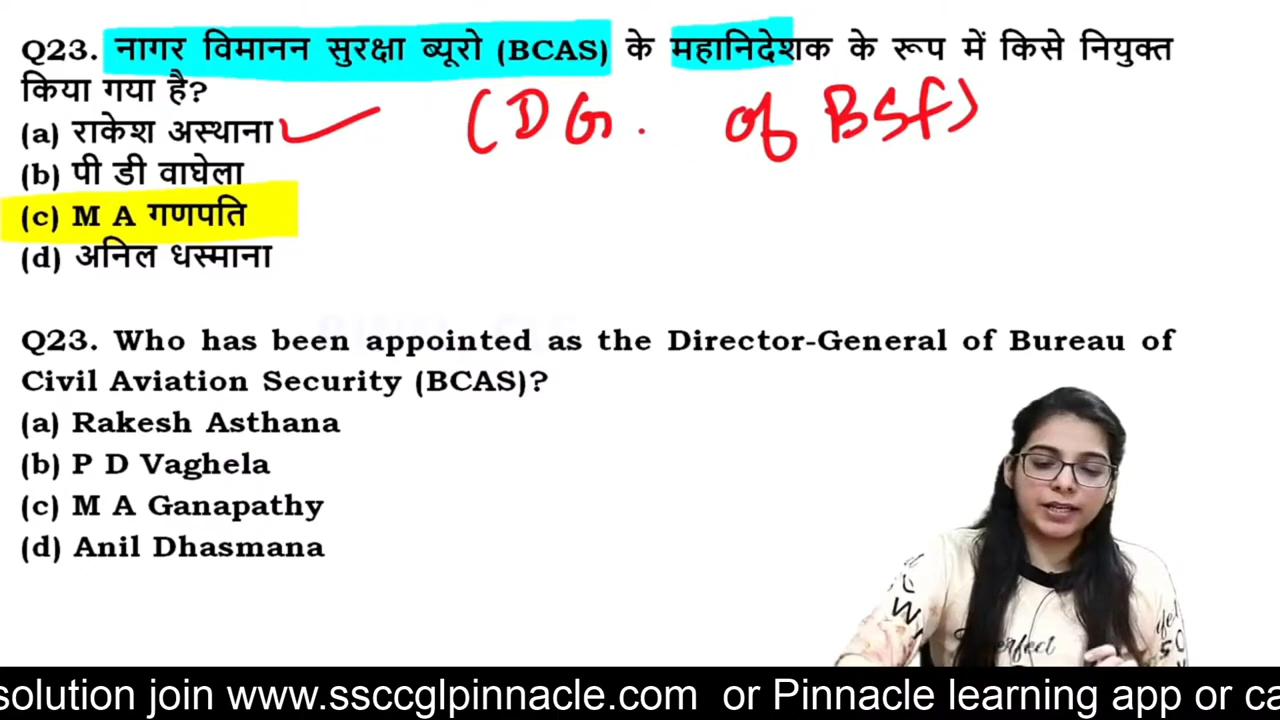 Q23. नागर विमानन सुरक्षा ब्यूरो (BCAS) के महानिदेशक के रूप में किसे नियुक्त
किया गया है?
(DG. of BSF)
(a) राकेश अस्थाना
(b) पी डी वाघेला
(c) M A गणपति
(d) अनिल धस्माना
Q23. Who has been appointed as the Director-General of Bureau of
Civil Aviation Security (BCAS)?
(a) Rakesh Asthana
(b) P D Vaghela
(c) M A Ganapathy
(d) Anil Dhasmana
solution join www.ssccglpinnacle.com or Pinnacle learning app or ca